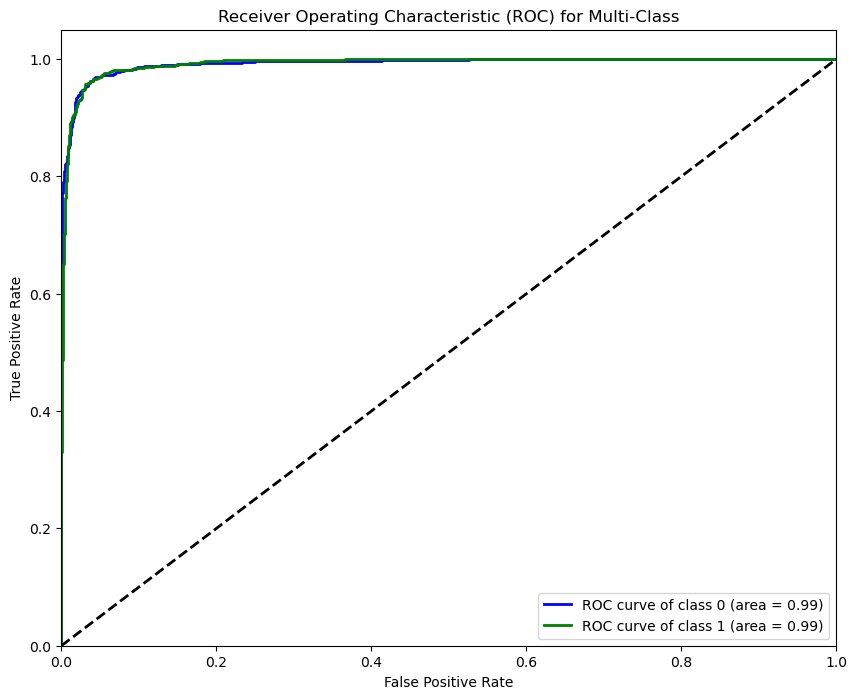 Receiver Operating Characteristic (ROC) for Multi-Class
True Positive Rate
1.0
0.8
0.6
0.4
0.2
0.0
ROC curve of class 0 (area = 0.99)
ROC curve of class 1 (area = 0.99)
0.0 0.2 0.4 0.6 0.8 1.0
False Positive Rate